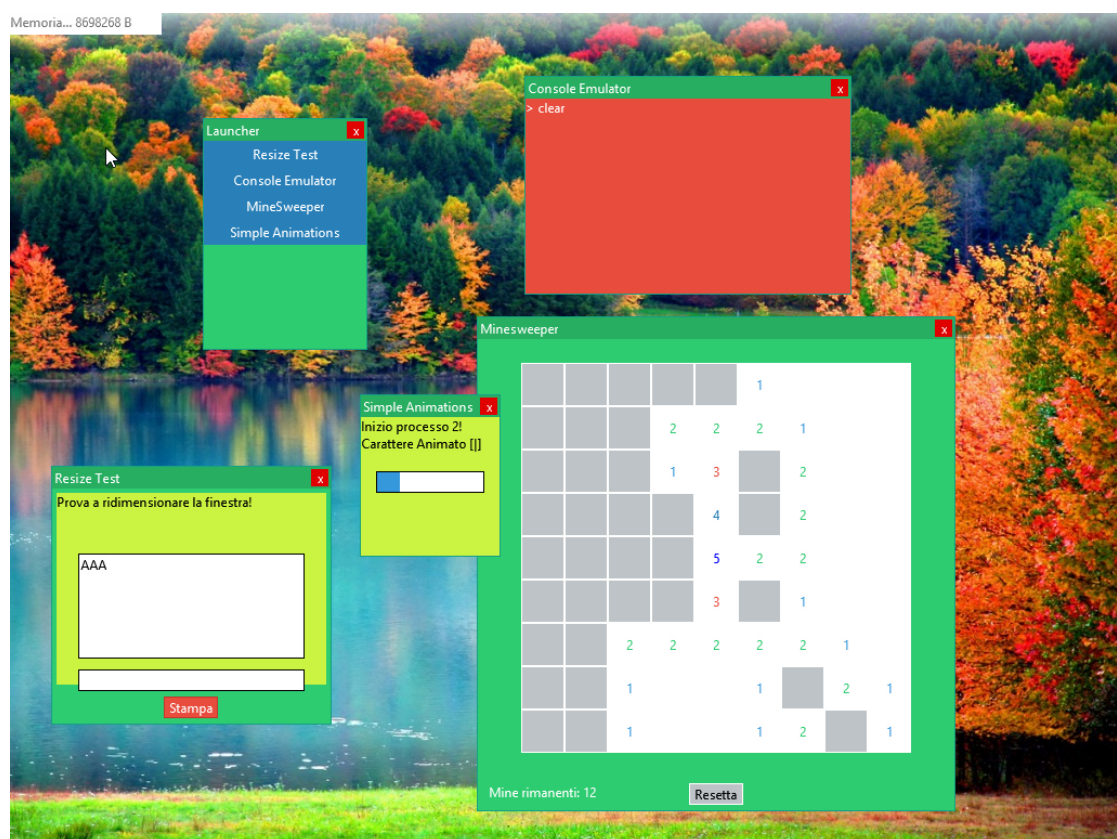 Memoria... 8698268 B
Console Emulator x
> clear
Launcher x
Resize Test
Console Emulator
MineSweeper
Simple Animations
Minesweeper x
1
2 2 2 1
1 3 2
4 2
5 2 2
3 1
2 2 2 2 2 1
1 1 2 1
1 1 2 1
Mine rimanenti: 12
Resetta
Simple Animations x
Inizio processo 2!
Carattere Animato [|]
Resize Test x
Prova a ridimensionare la finestra!
AAA
Stampa